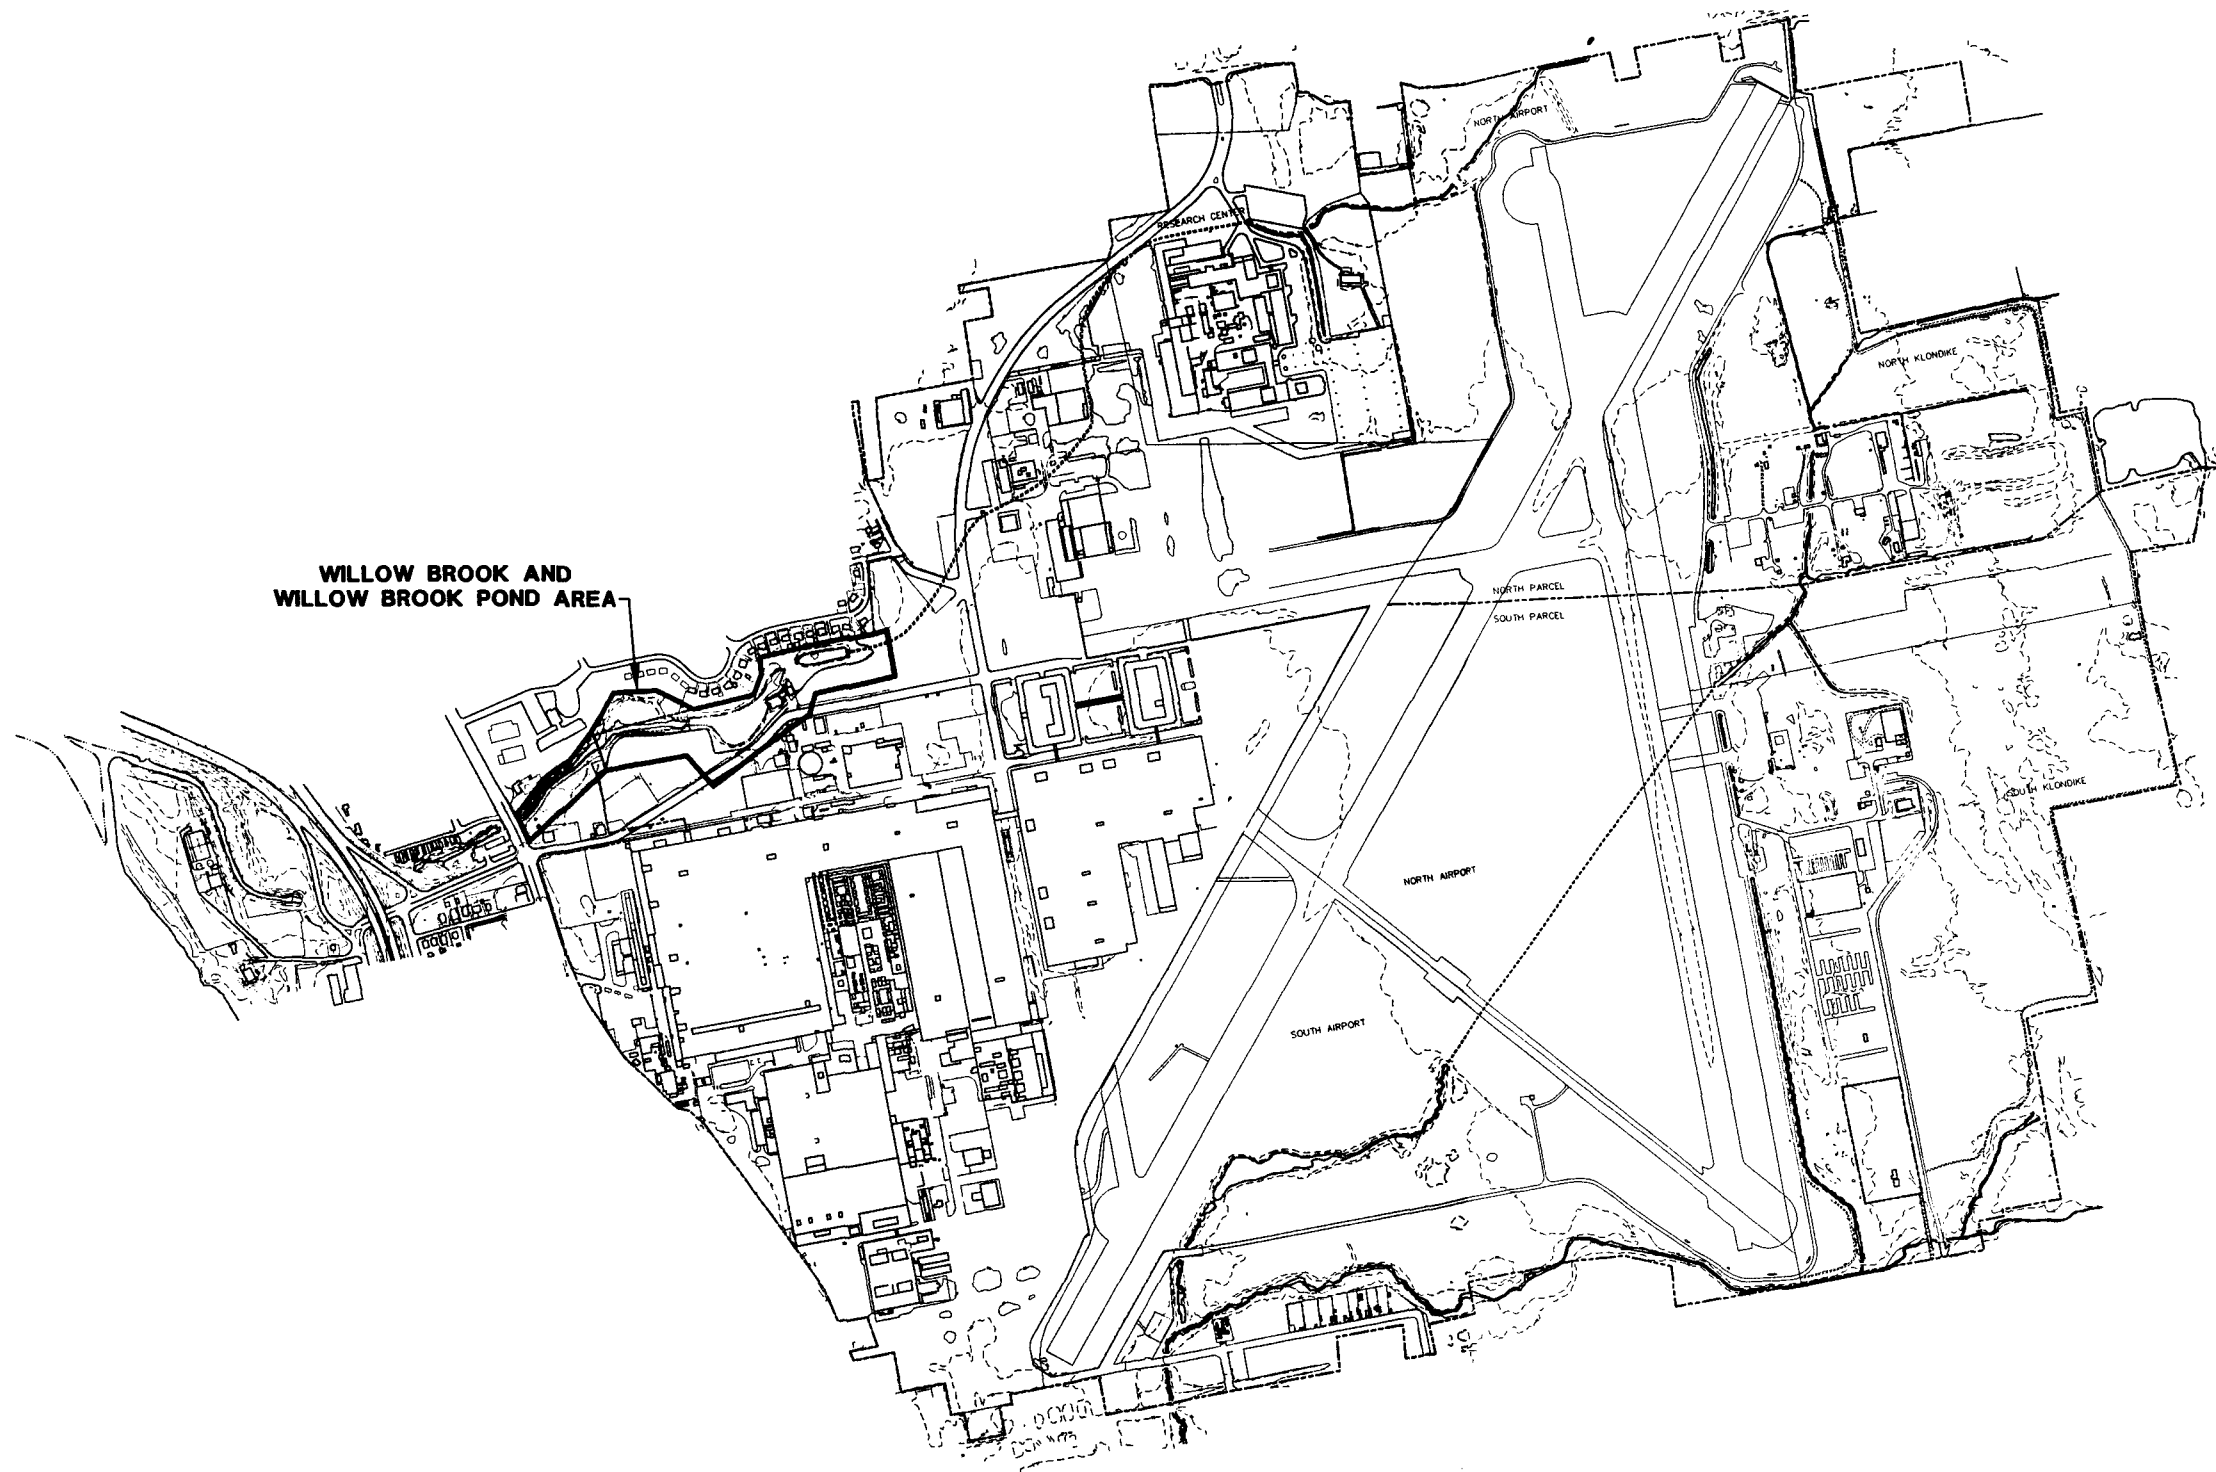 NORTH AIRPORT
RESEARCH CENTER
NORTH KLONDIKE
WILLOW BROOK AND
WILLOW BROOK POND AREA
NORTH PARCEL
SOUTH PARCEL
SOUTH KLONDIKE
NORTH AIRPORT
SOUTH AIRPORT